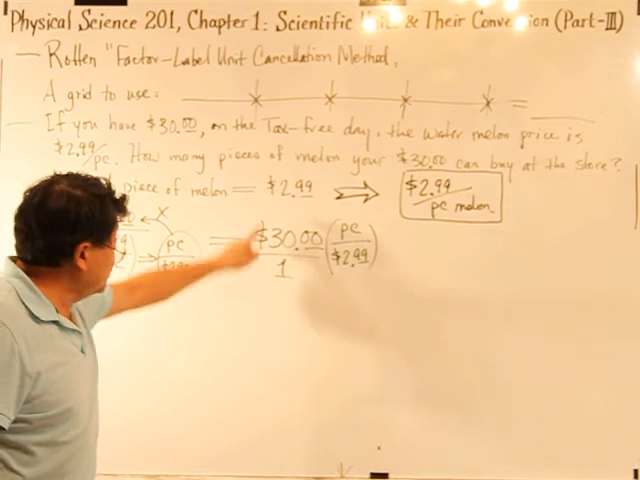 Physical Science 201, Chapter 1: Scientific & Their Conversion (Part-III)
— Rotten "Factor-Label Unit Cancellation Method,
A grid to use: =
— If you have $30.00, on the Tax-free day, the water melon price is
$2.99/pc. How many pieces of melon your $30.00 can buy at the store?
piece of melon = $2.99 ⇒ $2.99/pc melon
pc = $30.00/1 (pc/$2.99)